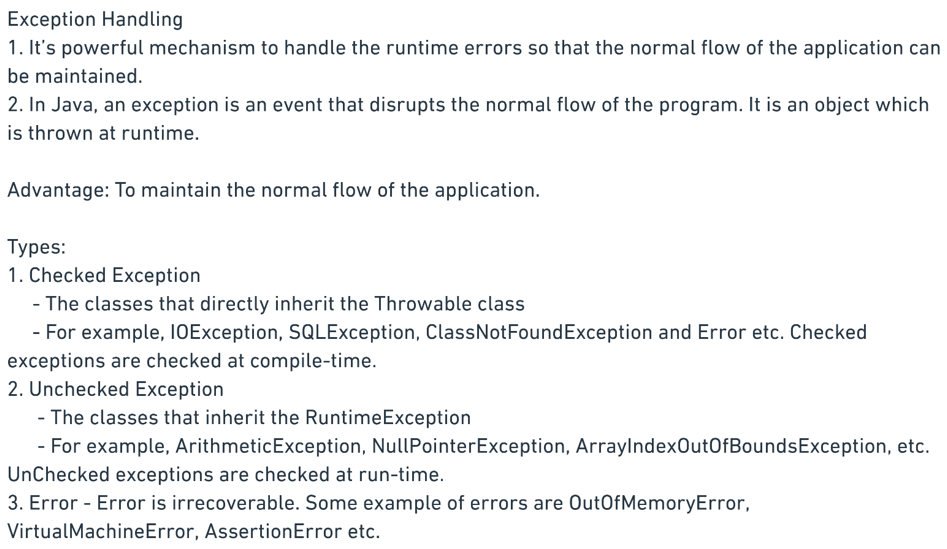 Exception Handling
1. It's powerful mechanism to handle the runtime errors so that the normal flow of the application can
be maintained.
2. In Java, an exception is an event that disrupts the normal flow of the program. It is an object which
is thrown at runtime.
Advantage: To maintain the normal flow of the application.
Types:
1. Checked Exception
- The classes that directly inherit the Throwable class
- For example, IOException, SQLException, ClassNotFoundException and Error etc. Checked
exceptions are checked at compile-time.
2. Unchecked Exception
- The classes that inherit the RuntimeException
- For example, ArithmeticException, NullPointerException, ArrayIndexOutOfBoundsException, etc.
UnChecked exceptions are checked at run-time.
3. Error - Error is irrecoverable. Some example of errors are OutOfMemoryError,
VirtualMachineError, AssertionError etc.